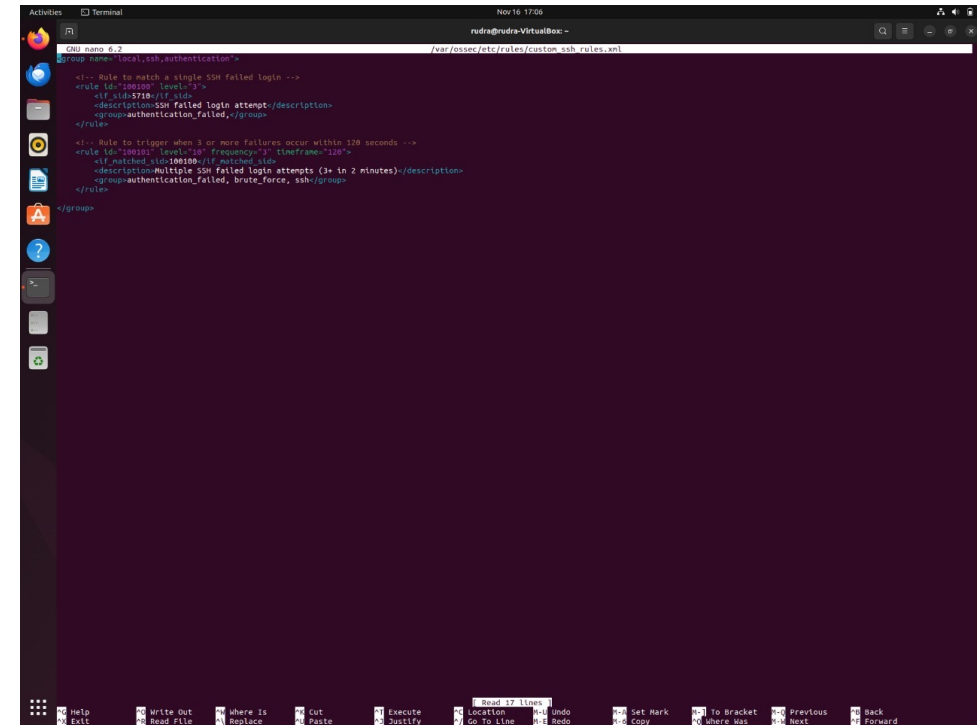 Activities Terminal Nov 16 17:06
rudra@rudra-VirtualBox: ~
GNU nano 6.2 /var/ossec/etc/rules/custom_ssh_rules.xml
<group name="local,ssh,authentication">
<!-- Rule to match a single SSH failed login -->
<rule id="100100" level="3">
<if_sid>5710</if_sid>
<description>SSH failed login attempt</description>
<group>authentication_failed,</group>
</rule>
<!-- Rule to trigger when 3 or more failures occur within 120 seconds -->
<rule id="100101" level="10" frequency="3" timeframe="120">
<if_matched_sid>100100</if_matched_sid>
<description>Multiple SSH failed login attempts (3+ in 2 minutes)</description>
<group>authentication_failed, brute_force, ssh</group>
</rule>
</group>
[ Read 17 lines ]
^G Help ^O Write Out ^W Where Is ^K Cut ^T Execute ^C Location M-U Undo M-A Set Mark M-] To Bracket M-Q Previous ^B Back
^X Exit ^R Read File ^\ Replace ^U Paste ^J Justify ^/ Go To Line M-E Redo M-6 Copy ^Q Where Was M-W Next ^F Forward